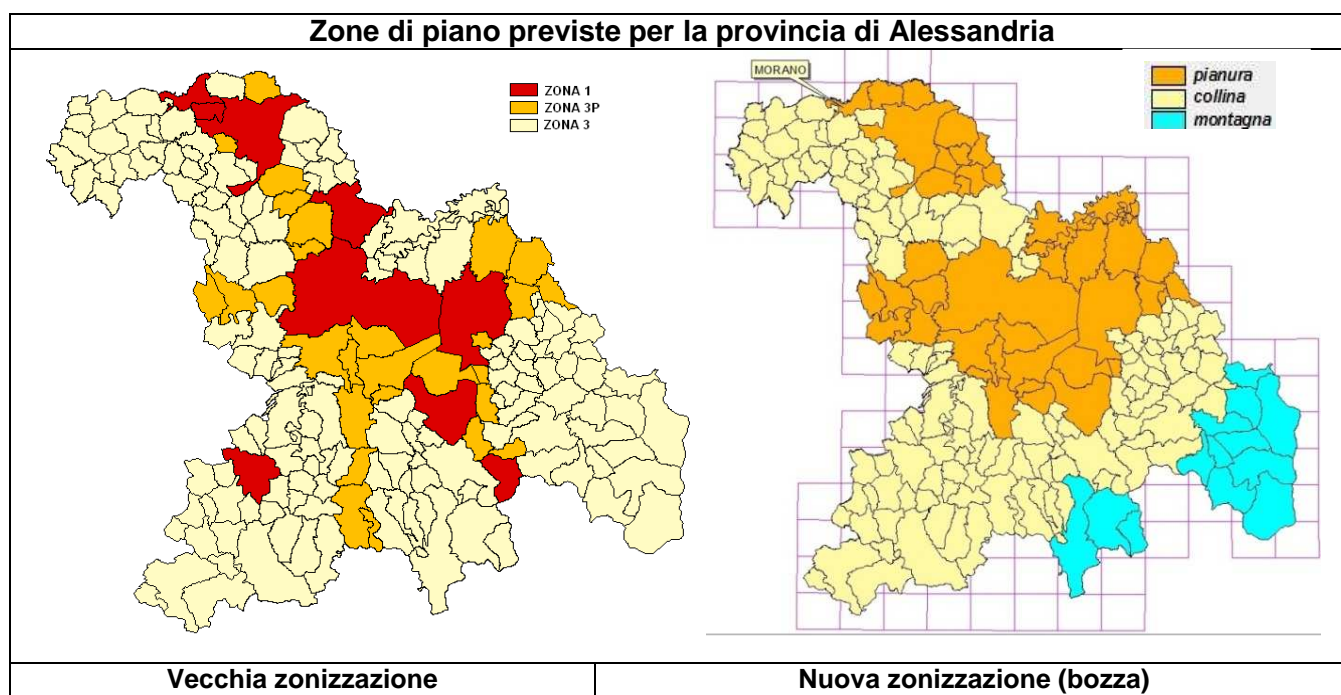 Zone di piano previste per la provincia di Alessandria
ZONA 1
ZONA 3P
ZONA 3
MORANO
pianura
collina
montagna
Vecchia zonizzazione
Nuova zonizzazione (bozza)